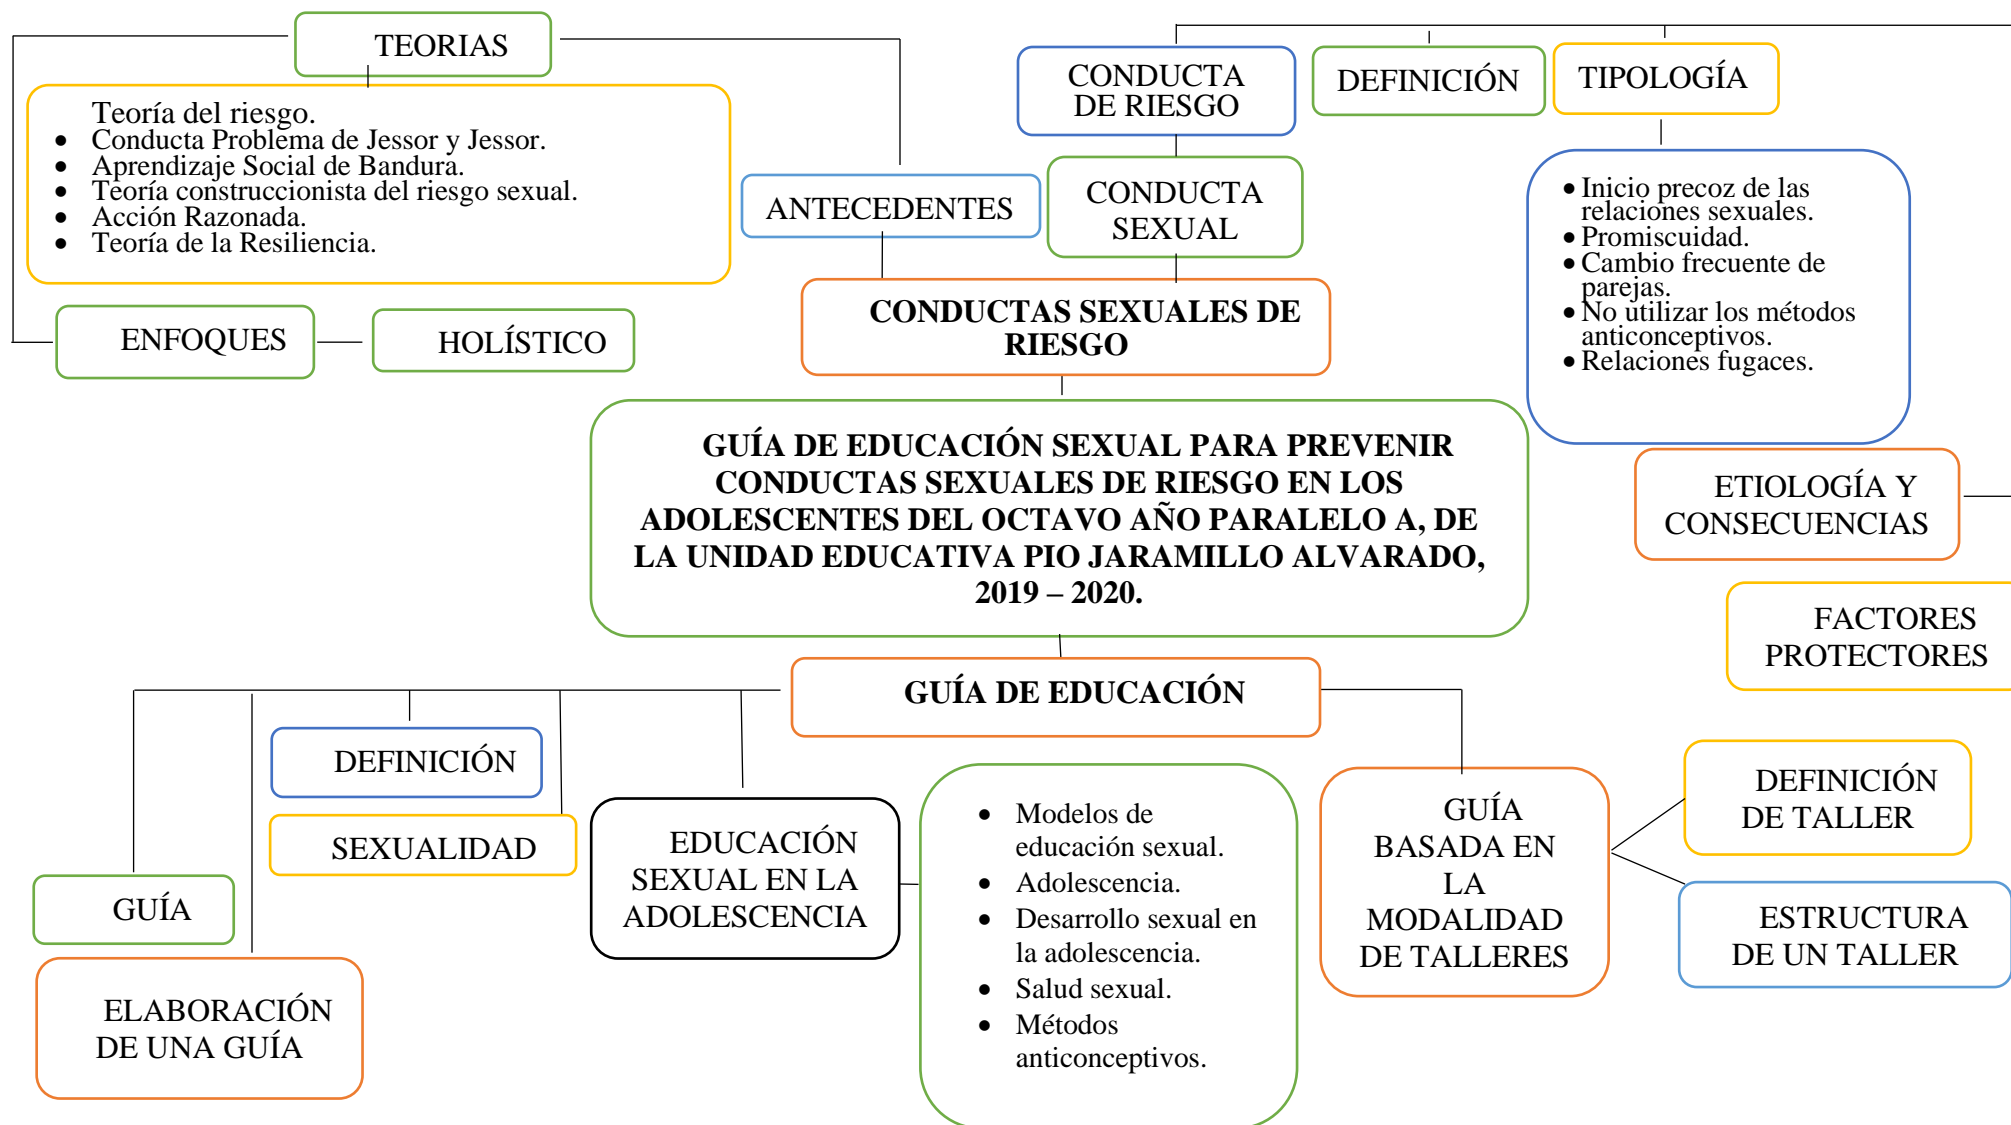 TEORIAS
Teoría del riesgo.
• Conducta Problema de Jessor y Jessor.
• Aprendizaje Social de Bandura.
• Teoría construccionista del riesgo sexual.
• Acción Razonada.
• Teoría de la Resiliencia.
ENFOQUES
HOLÍSTICO
ANTECEDENTES
CONDUCTA
DE RIESGO
CONDUCTA
SEXUAL
DEFINICIÓN
TIPOLOGÍA
• Inicio precoz de las
relaciones sexuales.
• Promiscuidad.
• Cambio frecuente de
parejas.
• No utilizar los métodos
anticonceptivos.
• Relaciones fugaces.
CONDUCTAS SEXUALES DE
RIESGO
ETIOLOGÍA Y
CONSECUENCIAS
FACTORES
PROTECTORES
GUÍA DE EDUCACIÓN SEXUAL PARA PREVENIR
CONDUCTAS SEXUALES DE RIESGO EN LOS
ADOLESCENTES DEL OCTAVO AÑO PARALELO A, DE
LA UNIDAD EDUCATIVA PIO JARAMILLO ALVARADO,
2019 – 2020.
GUÍA DE EDUCACIÓN
DEFINICIÓN
SEXUALIDAD
GUÍA
ELABORACIÓN
DE UNA GUÍA
EDUCACIÓN
SEXUAL EN LA
ADOLESCENCIA
• Modelos de
educación sexual.
• Adolescencia.
• Desarrollo sexual en
la adolescencia.
• Salud sexual.
• Métodos
anticonceptivos.
GUÍA
BASADA EN
LA
MODALIDAD
DE TALLERES
DEFINICIÓN
DE TALLER
ESTRUCTURA
DE UN TALLER